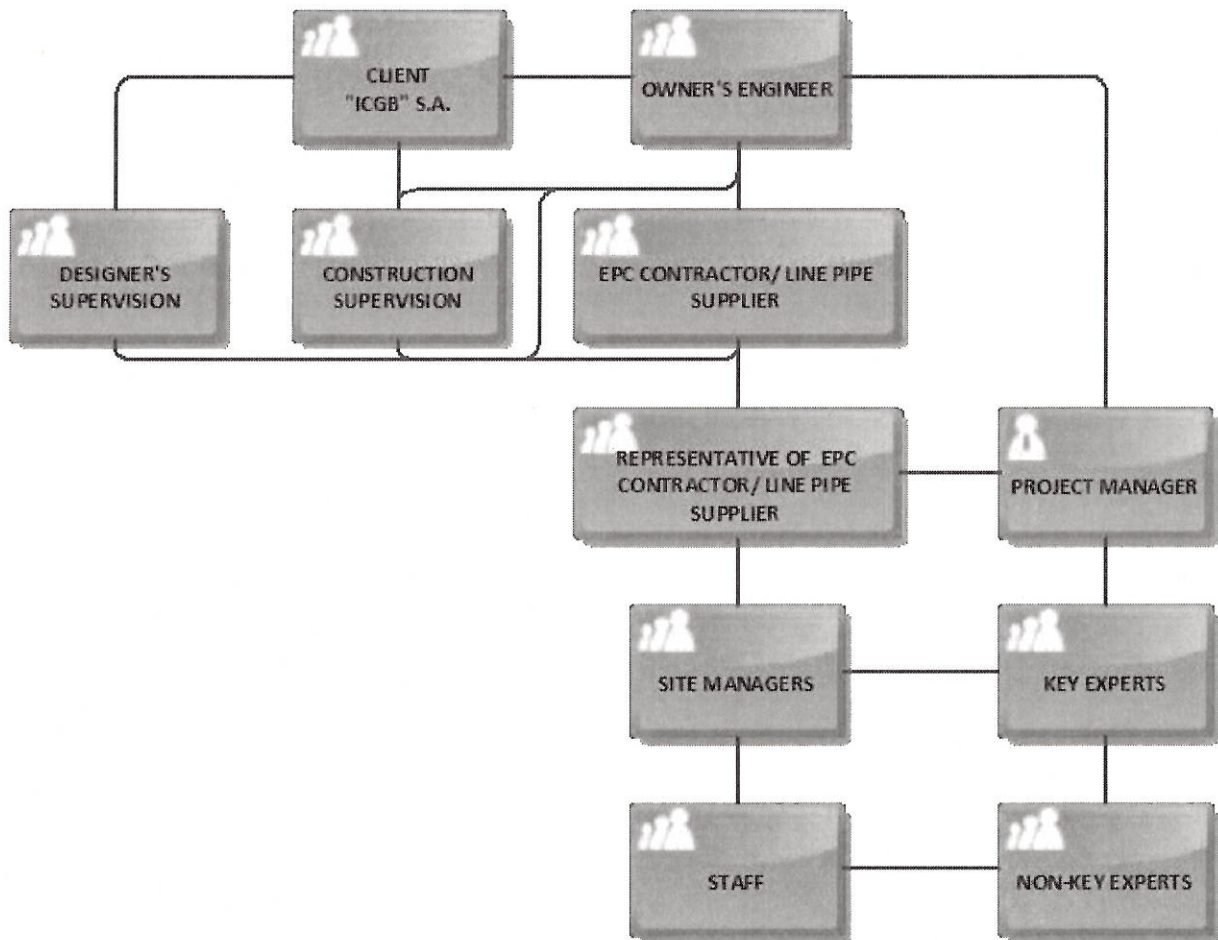 CLIENT
"ICGB" S.A.
OWNER'S ENGINEER
DESIGNER'S
SUPERVISION
CONSTRUCTION
SUPERVISION
EPC CONTRACTOR/ LINE PIPE
SUPPLIER
REPRESENTATIVE OF EPC
CONTRACTOR/ LINE PIPE
SUPPLIER
PROJECT MANAGER
SITE MANAGERS
KEY EXPERTS
STAFF
NON-KEY EXPERTS